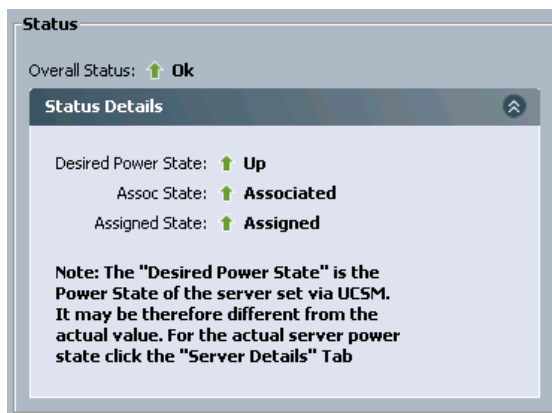 Status
Overall Status: Ok
Status Details
Desired Power State: Up
Assoc State: Associated
Assigned State: Assigned
Note: The "Desired Power State" is the
Power State of the server set via UCSM.
It may be therefore different from the
actual value. For the actual server power
state click the "Server Details" Tab